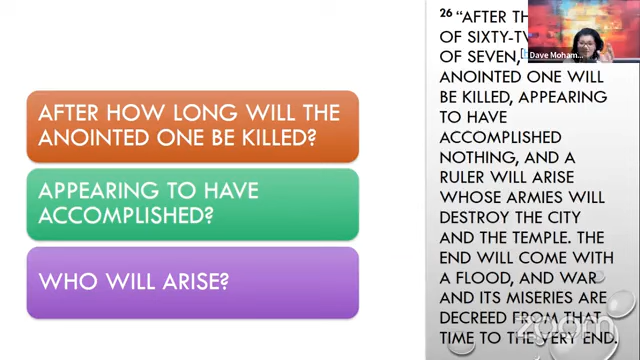 AFTER HOW LONG WILL THE
ANOINTED ONE BE KILLED?
APPEARING TO HAVE
ACCOMPLISHED?
WHO WILL ARISE?
26 “AFTER TH
OF SIXTY-TW
OF SEVEN,
ANOINTED ONE WILL
BE KILLED, APPEARING
TO HAVE
ACCOMPLISHED
NOTHING, AND A
RULER WILL ARISE
WHOSE ARMIES WILL
DESTROY THE CITY
AND THE TEMPLE. THE
END WILL COME WITH
A FLOOD, AND WAR
AND ITS MISERIES ARE
DECREED FROM THAT
TIME TO THE VERY END.
Dave Moham...
zoom